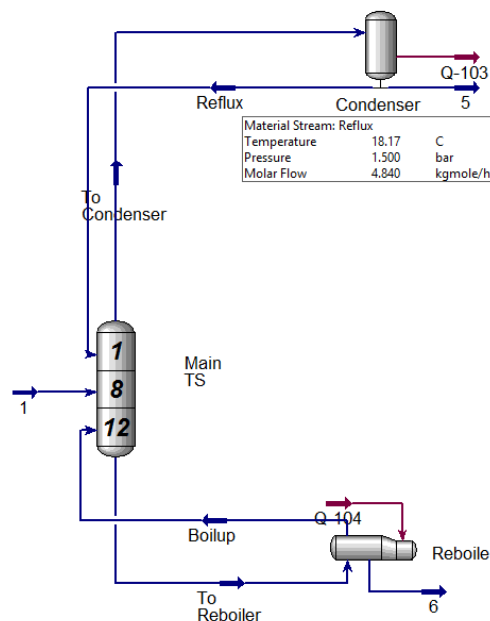 Q-103
Reflux
Condenser
5
Material Stream: Reflux
Temperature 18.17 C
Pressure 1.500 bar
Molar Flow 4.840 kgmole/h
To
Condenser
1
8
12
Main
TS
1
Q-104
Boilup
Reboile
To
Reboiler
6